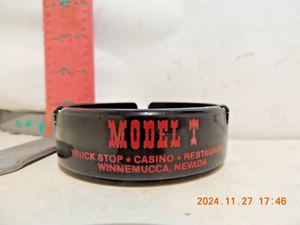 MODEL T
TRUCK STOP • CASINO • RESTAURANT
WINNEMUCCA, NEVADA
2024.11.27 17:46